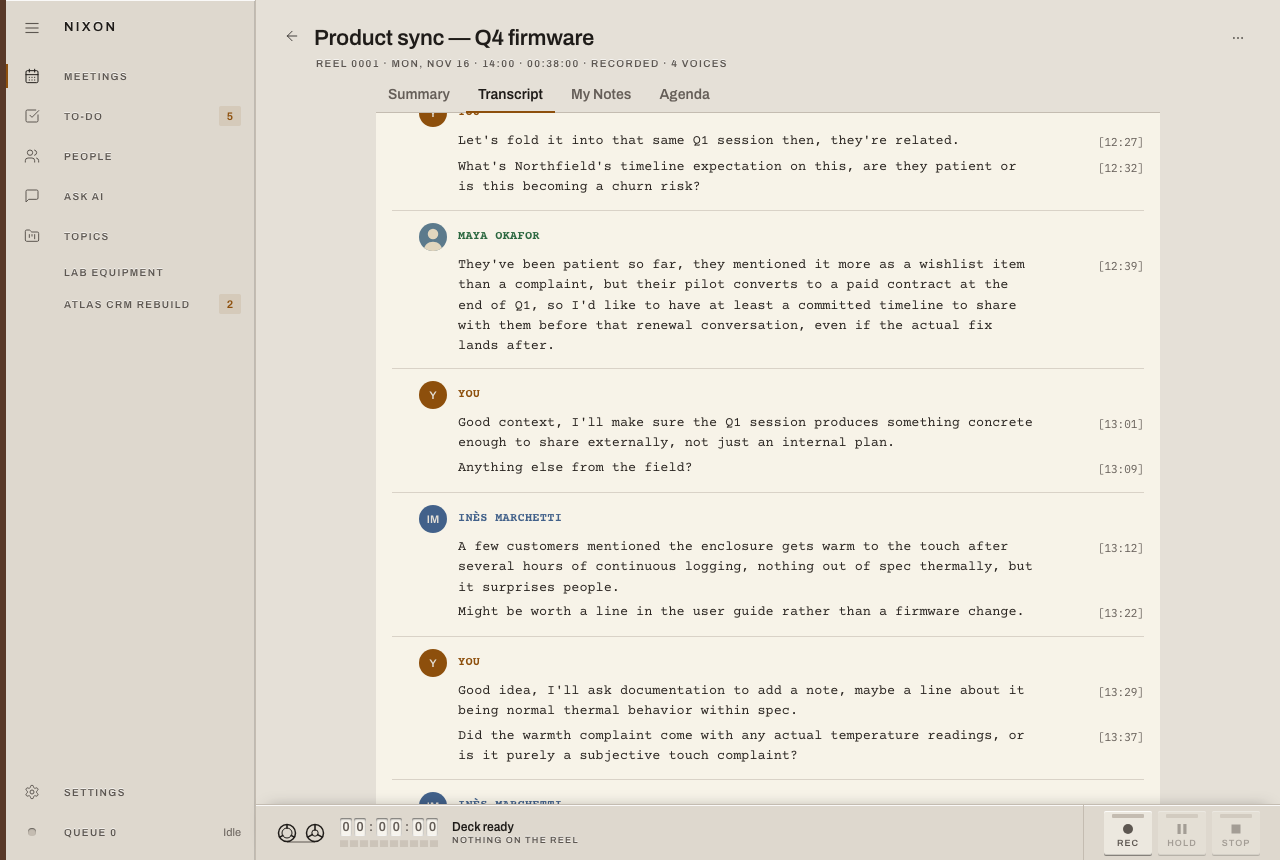 NIXON
MEETINGS
TO-DO 5
PEOPLE
ASK AI
TOPICS
LAB EQUIPMENT
ATLAS CRM REBUILD 2
SETTINGS
QUEUE 0 Idle
Product sync — Q4 firmware
REEL 0001 · MON, NOV 16 · 14:00 · 00:38:00 · RECORDED · 4 VOICES
Summary Transcript My Notes Agenda
Let's fold it into that same Q1 session then, they're related. [12:27]
What's Northfield's timeline expectation on this, are they patient or [12:32]
is this becoming a churn risk?
MAYA OKAFOR
They've been patient so far, they mentioned it more as a wishlist item [12:39]
than a complaint, but their pilot converts to a paid contract at the
end of Q1, so I'd like to have at least a committed timeline to share
with them before that renewal conversation, even if the actual fix
lands after.
Y YOU
Good context, I'll make sure the Q1 session produces something concrete [13:01]
enough to share externally, not just an internal plan.
Anything else from the field? [13:09]
IM INÈS MARCHETTI
A few customers mentioned the enclosure gets warm to the touch after [13:12]
several hours of continuous logging, nothing out of spec thermally, but
it surprises people.
Might be worth a line in the user guide rather than a firmware change. [13:22]
Y YOU
Good idea, I'll ask documentation to add a note, maybe a line about it [13:29]
being normal thermal behavior within spec.
Did the warmth complaint come with any actual temperature readings, or [13:37]
is it purely a subjective touch complaint?
INÈS MARCHETTI
00:00:00
Deck ready
NOTHING ON THE REEL
REC HOLD STOP